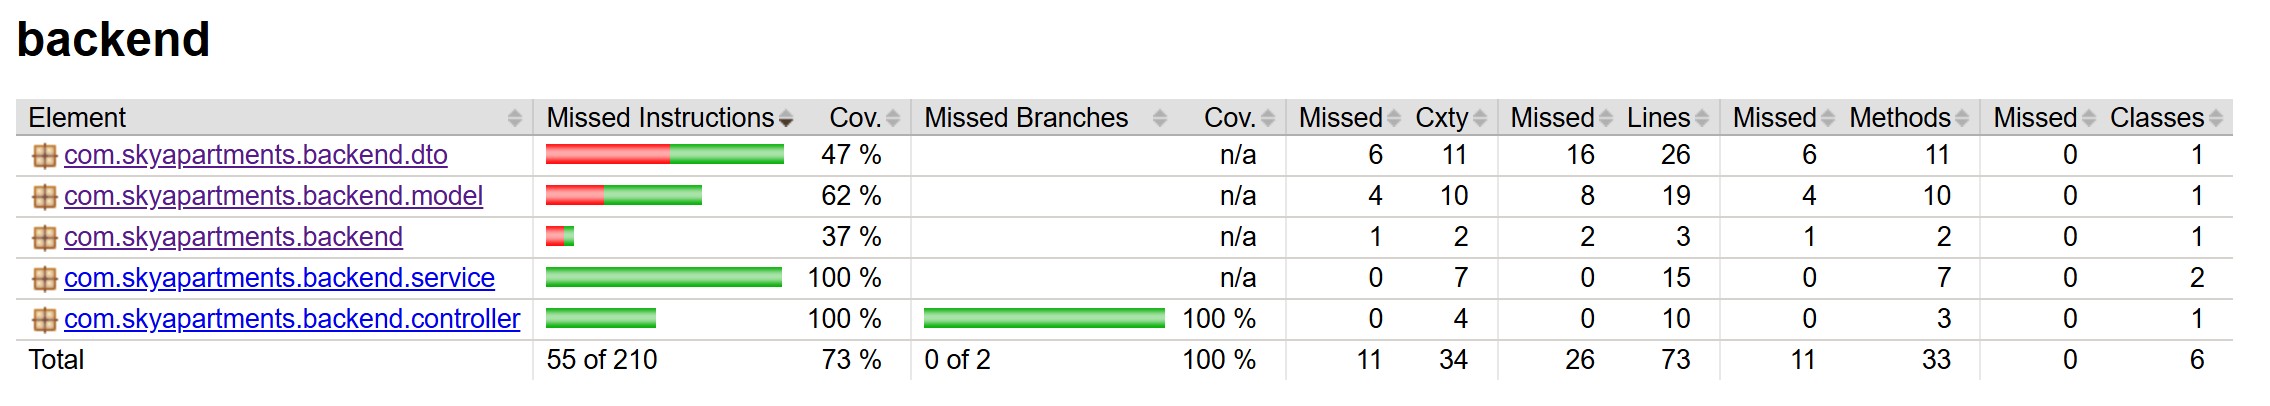 backend
Element Missed Instructions Cov. Missed Branches Cov. Missed Cxty Missed Lines Missed Methods Missed Classes
com.skyapartments.backend.dto 47 % n/a 6 11 16 26 6 11 0 1
com.skyapartments.backend.model 62 % n/a 4 10 8 19 4 10 0 1
com.skyapartments.backend 37 % n/a 1 2 2 3 1 2 0 1
com.skyapartments.backend.service 100 % n/a 0 7 0 15 0 7 0 2
com.skyapartments.backend.controller 100 % 100 % 0 4 0 10 0 3 0 1
Total 55 of 210 73 % 0 of 2 100 % 11 34 26 73 11 33 0 6